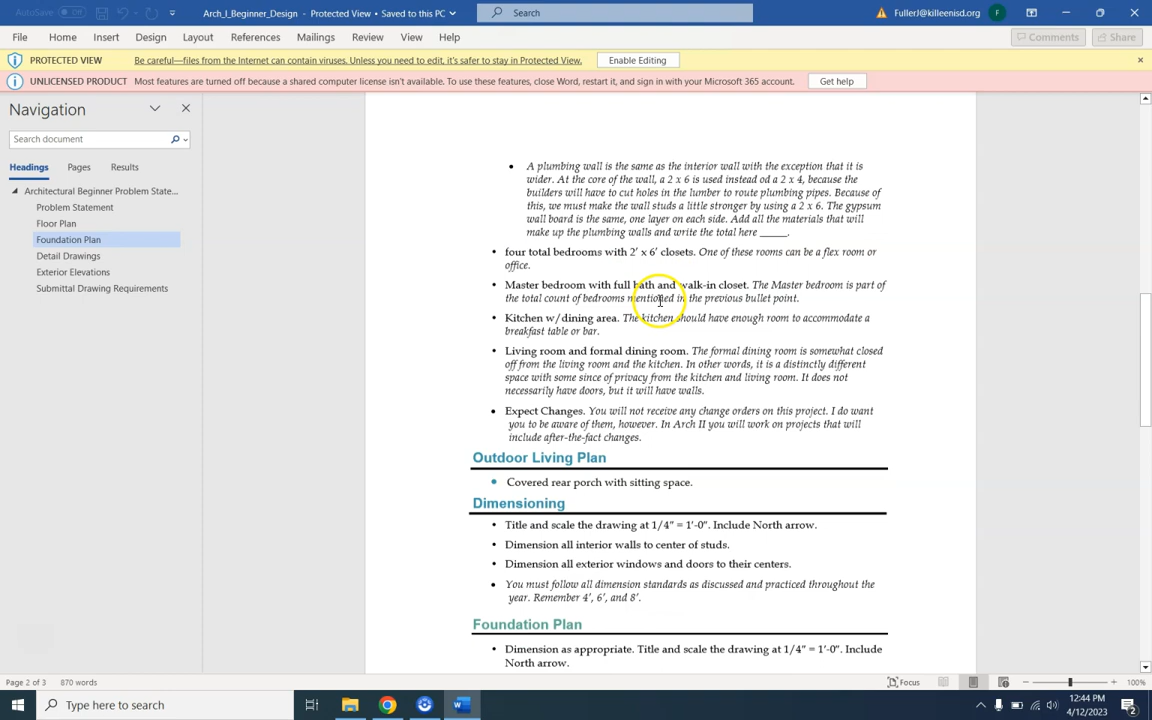 AutoSave Off Arch_I_Beginner_Design - Protected View • Saved to this PC Search FullerJ@killeenisd.org F
File Home Insert Design Layout References Mailings Review View Help Comments Share
PROTECTED VIEW Be careful—files from the Internet can contain viruses. Unless you need to edit, it's safer to stay in Protected View. Enable Editing
UNLICENSED PRODUCT Most features are turned off because a shared computer license isn't available. To use these features, close Word, restart it, and sign in with your Microsoft 365 account. Get help
Navigation
Search document
Headings Pages Results
Architectural Beginner Problem State...
Problem Statement
Floor Plan
Foundation Plan
Detail Drawings
Exterior Elevations
Submittal Drawing Requirements
• A plumbing wall is the same as the interior wall with the exception that it is
wider. At the core of the wall, a 2 x 6 is used instead od a 2 x 4, because the
builders will have to cut holes in the lumber to route plumbing pipes. Because of
this, we must make the wall studs a little stronger by using a 2 x 6. The gypsum
wall board is the same, one layer on each side. Add all the materials that will
make up the plumbing walls and write the total here _____.
• four total bedrooms with 2' x 6' closets. One of these rooms can be a flex room or
office.
• Master bedroom with full bath and walk-in closet. The Master bedroom is part of
the total count of bedrooms mentioned in the previous bullet point.
• Kitchen w/dining area. The kitchen should have enough room to accommodate a
breakfast table or bar.
• Living room and formal dining room. The formal dining room is somewhat closed
off from the living room and the kitchen. In other words, it is a distinctly different
space with some since of privacy from the kitchen and living room. It does not
necessarily have doors, but it will have walls.
• Expect Changes. You will not receive any change orders on this project. I do want
you to be aware of them, however. In Arch II you will work on projects that will
include after-the-fact changes.
Outdoor Living Plan
• Covered rear porch with sitting space.
Dimensioning
• Title and scale the drawing at 1/4" = 1'-0". Include North arrow.
• Dimension all interior walls to center of studs.
• Dimension all exterior windows and doors to their centers.
• You must follow all dimension standards as discussed and practiced throughout the
year. Remember 4', 6', and 8'.
Foundation Plan
• Dimension as appropriate. Title and scale the drawing at 1/4" = 1'-0". Include
North arrow.
Page 2 of 3 870 words Focus 100%
Type here to search 12:44 PM
4/12/2023 2